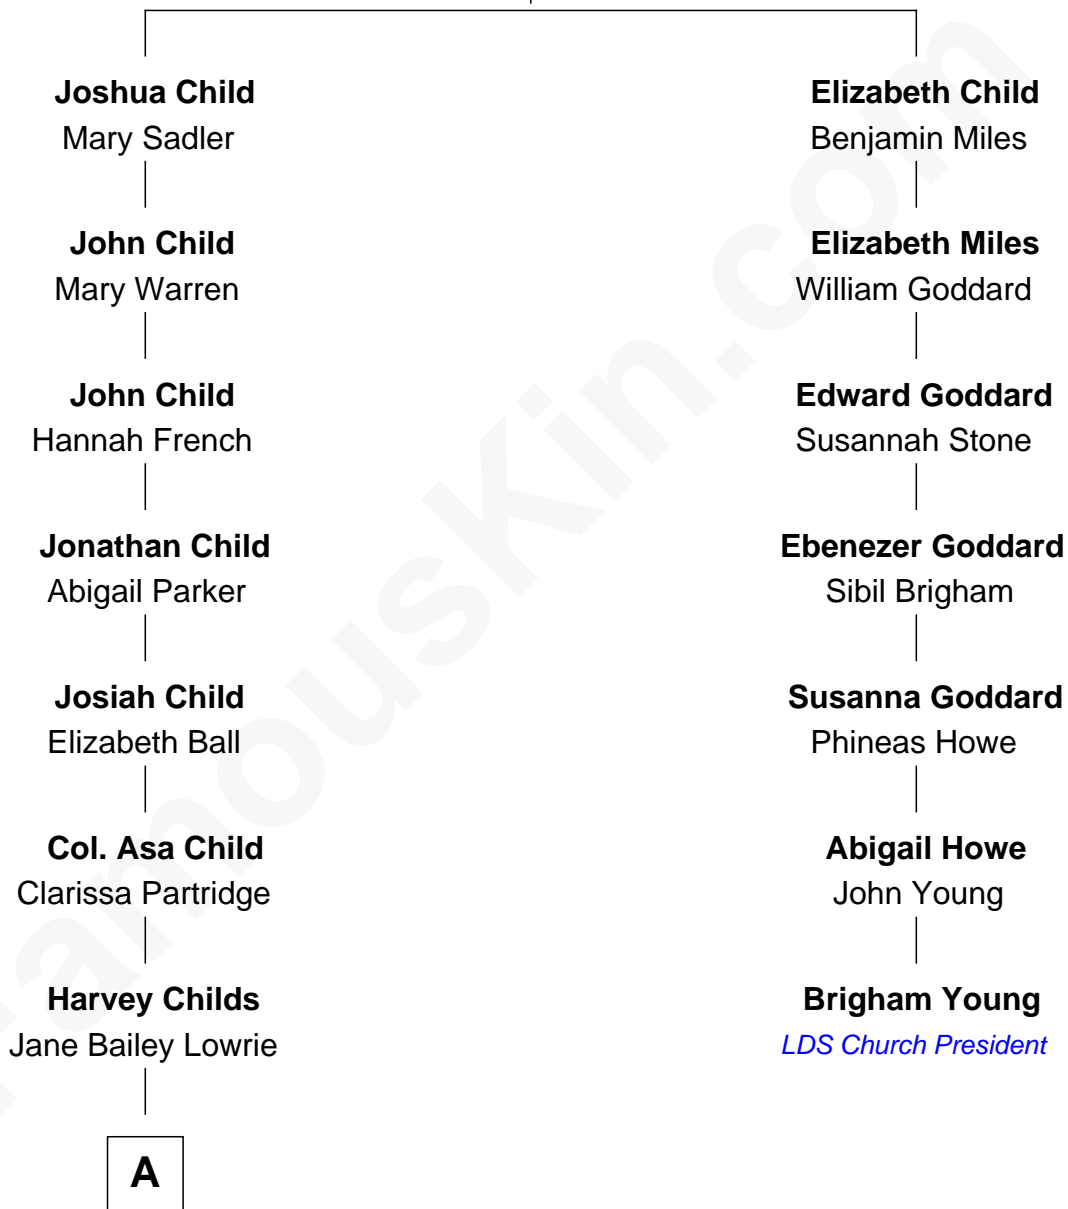 Joshua Child
Mary Sadler
John Child
Mary Warren
John Child
Hannah French
Jonathan Child
Abigail Parker
Josiah Child
Elizabeth Ball
Col. Asa Child
Clarissa Partridge
Harvey Childs
Jane Bailey Lowrie
A
Elizabeth Child
Benjamin Miles
Elizabeth Miles
William Goddard
Edward Goddard
Susannah Stone
Ebenezer Goddard
Sibil Brigham
Susanna Goddard
Phineas Howe
Abigail Howe
John Young
Brigham Young
LDS Church President
FamousKin.com